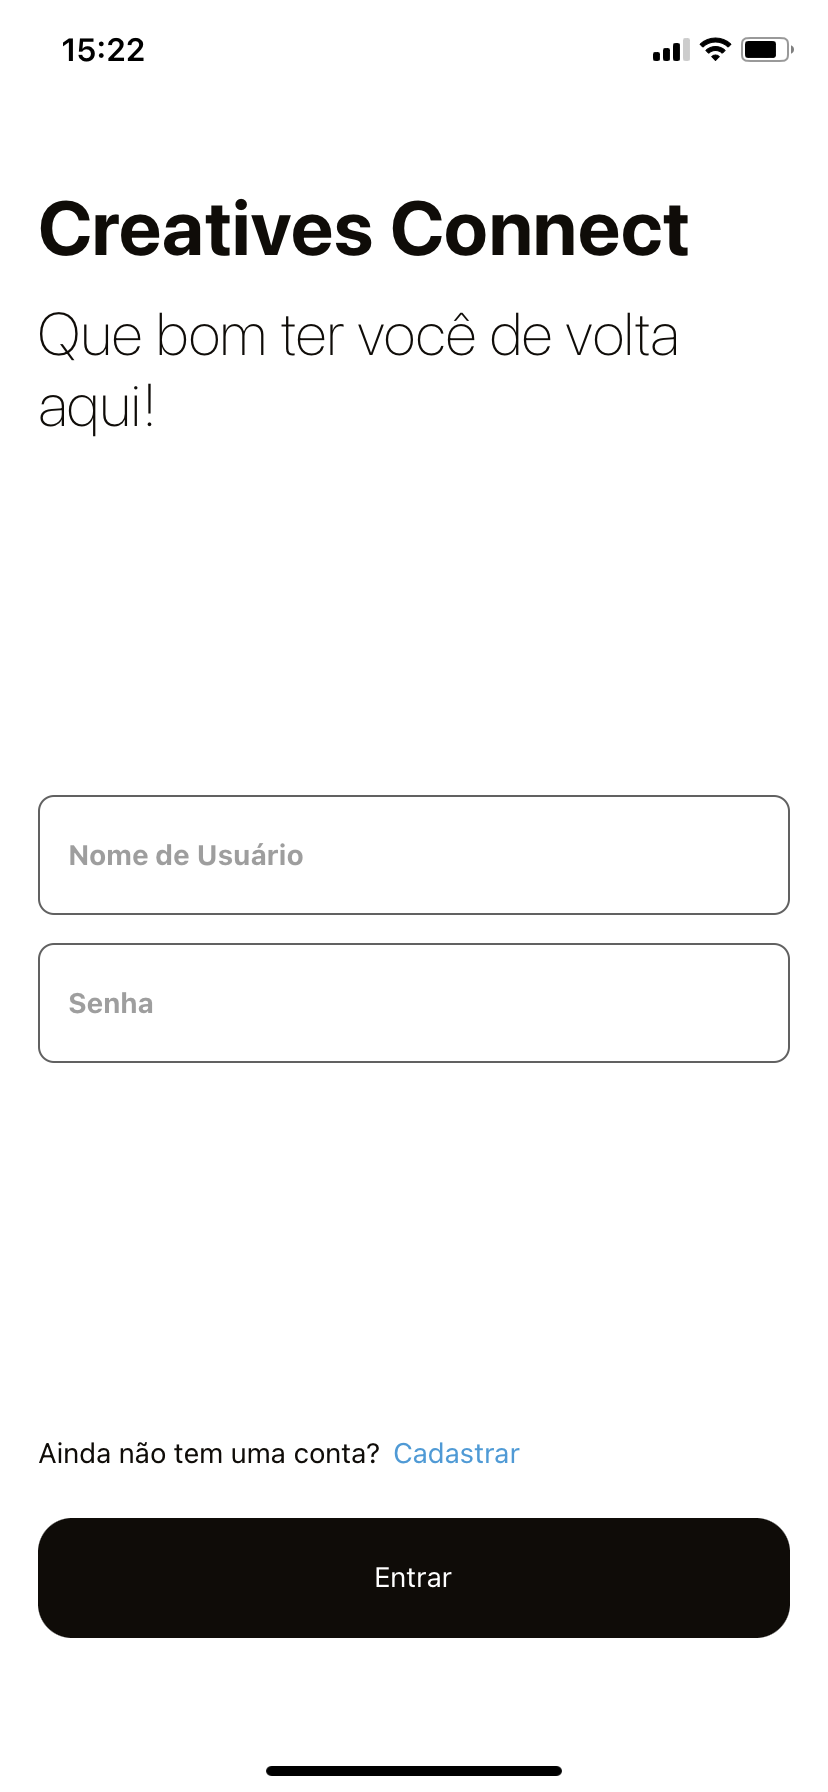 15:22
Creatives Connect
Que bom ter você de volta
aqui!
Nome de Usuário
Senha
Ainda não tem uma conta? Cadastrar
Entrar